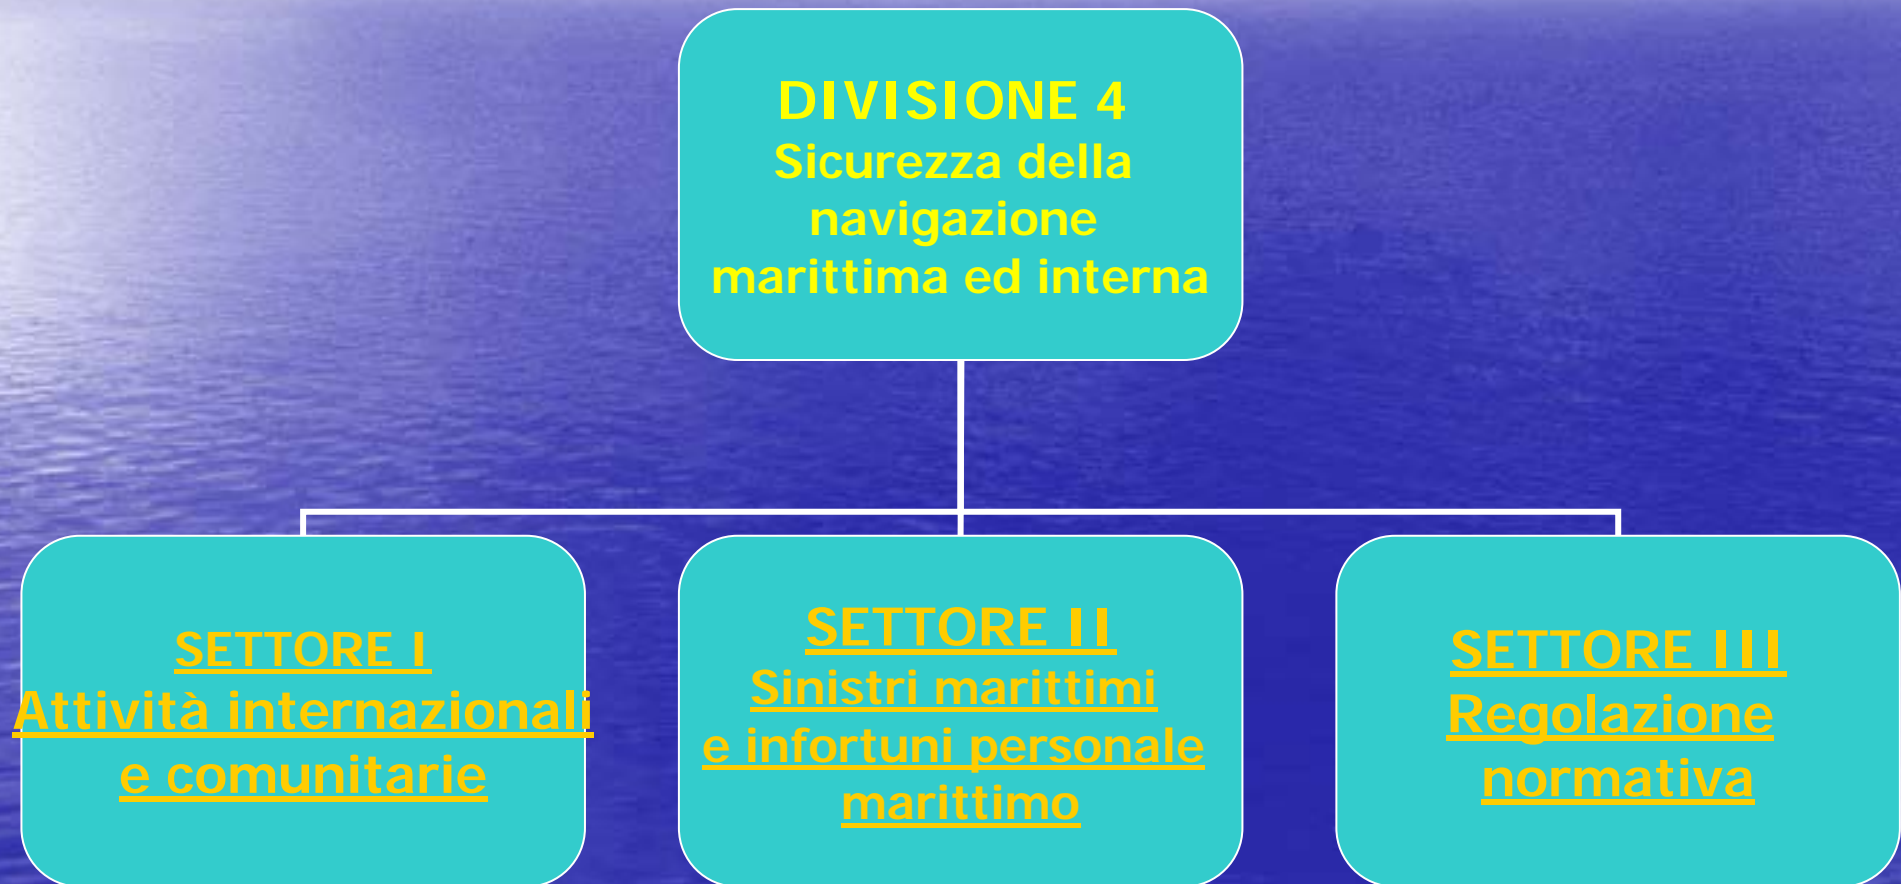 DIVISIONE 4
Sicurezza della
navigazione
marittima ed interna
SETTORE I
Attività internazionali
e comunitarie
SETTORE II
Sinistri marittimi
e infortuni personale
marittimo
SETTORE III
Regolazione
normativa